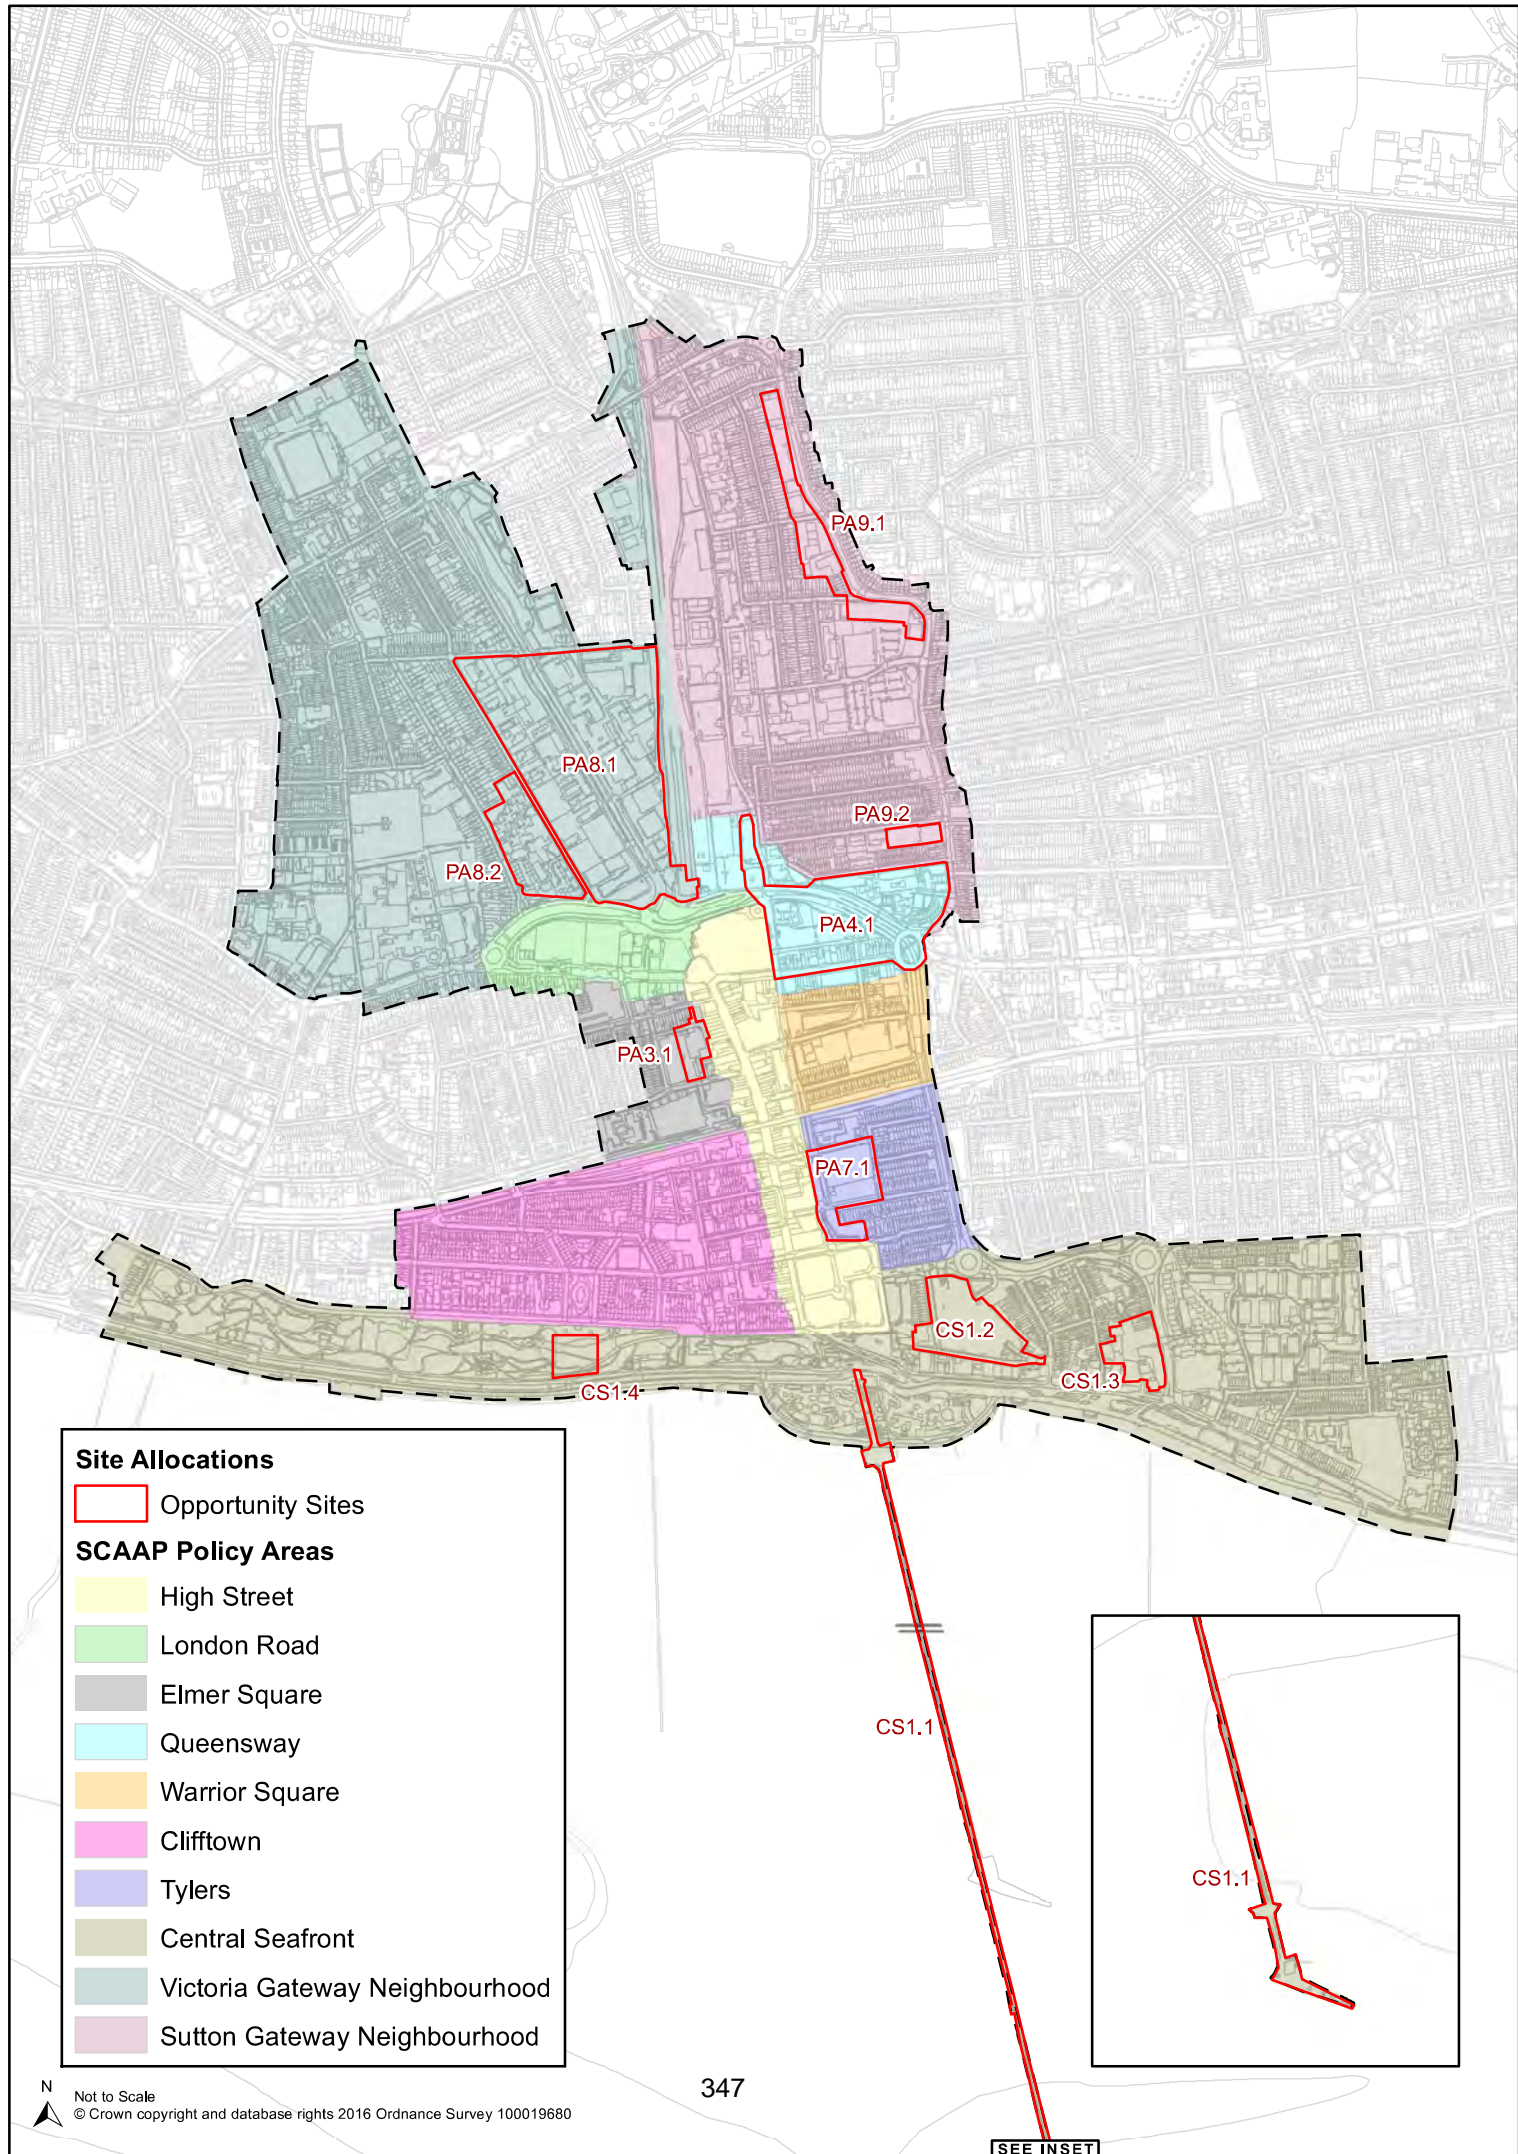 PA9.1
PA8.1
PA9.2
PA8.2
PA4.1
PA3.1
PA7.1
CS1.2
CS1.3
CS1.4
Site Allocations
Opportunity Sites
SCAAP Policy Areas
High Street
London Road
Elmer Square
Queensway
Warrior Square
Clifftown
Tylers
Central Seafront
Victoria Gateway Neighbourhood
Sutton Gateway Neighbourhood
CS1.1
CS1.1
N
Not to Scale
© Crown copyright and database rights 2016 Ordnance Survey 100019680
347
SEE INSET